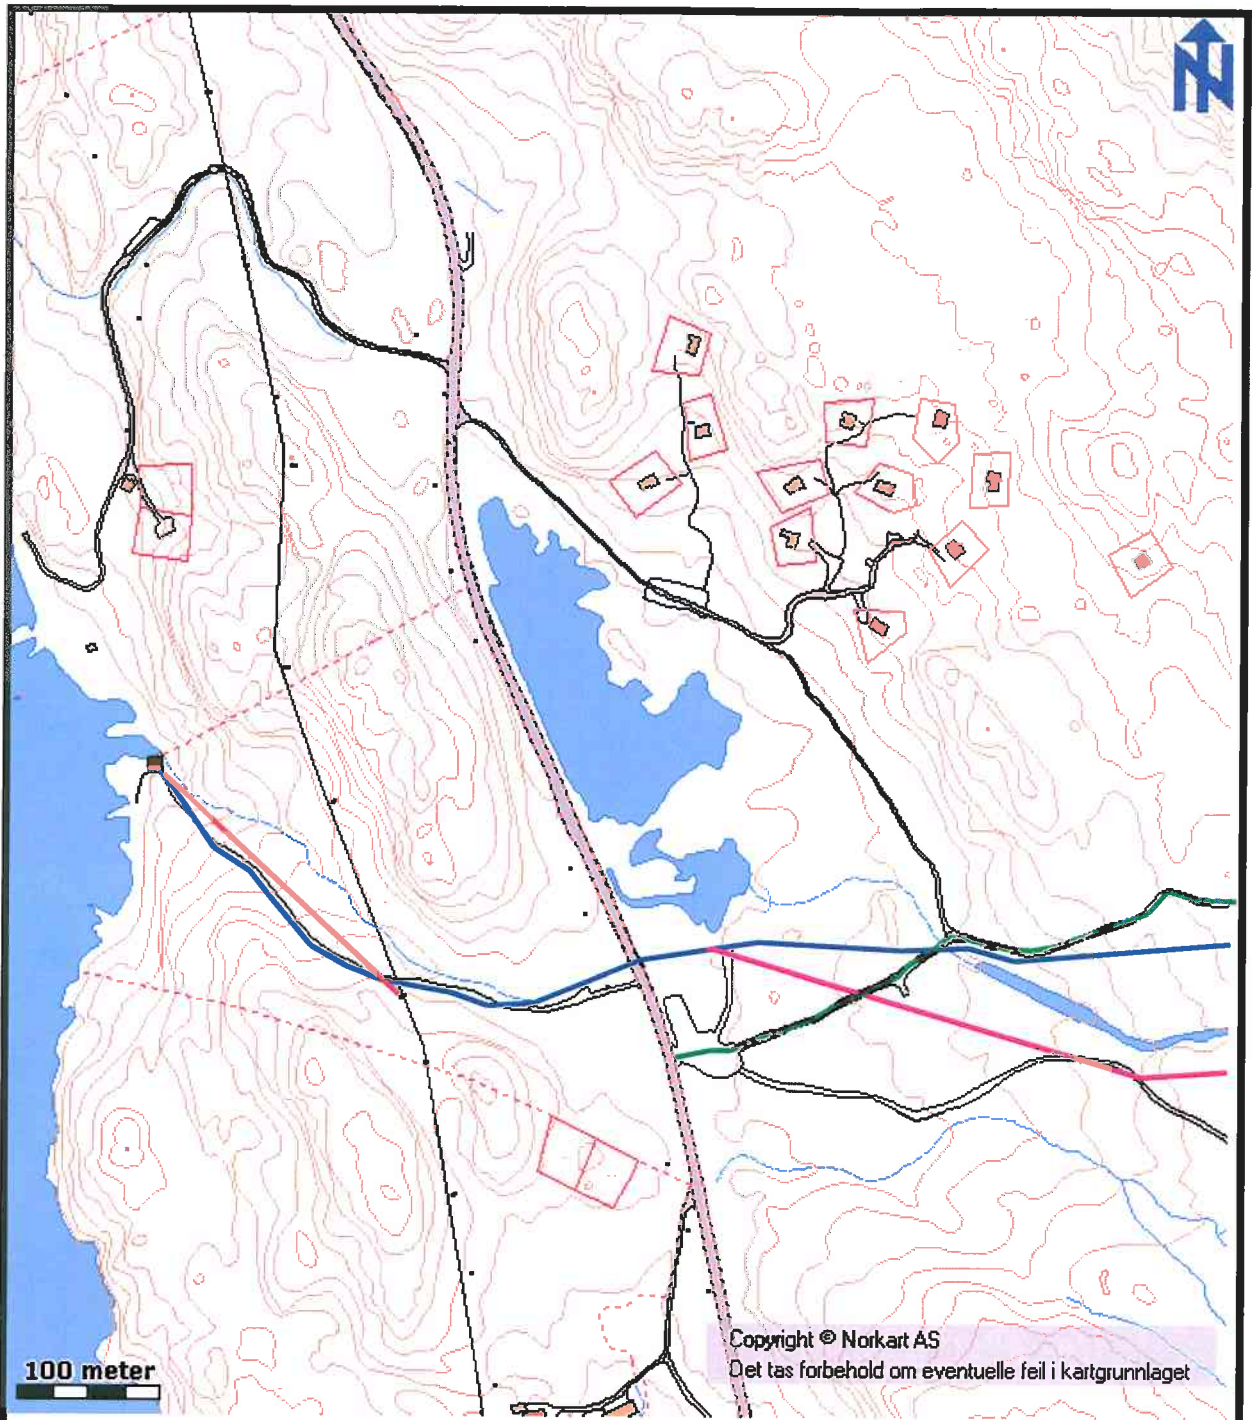 N
100 meter
Copyright © Norkart AS
Det tas forbehold om eventuelle feil i kartgrunnlaget